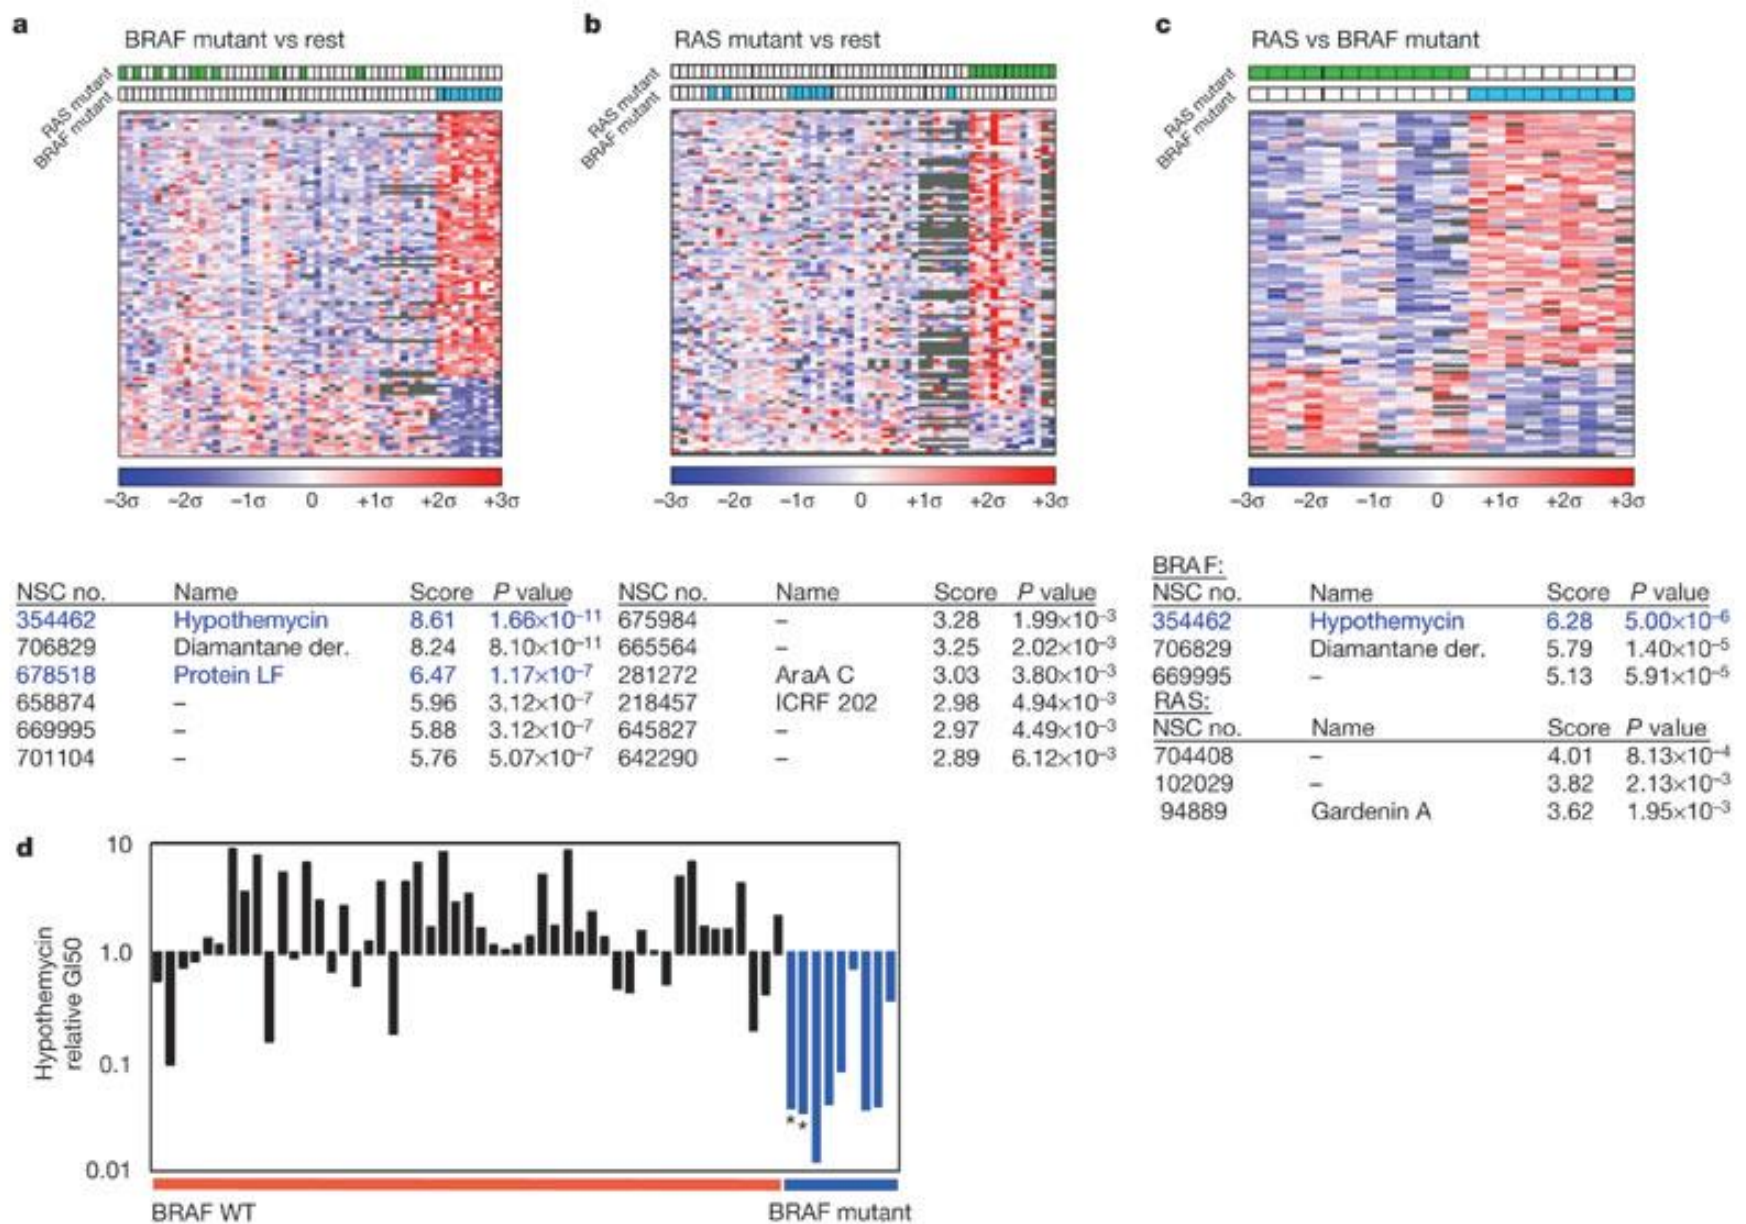 a
BRAF mutant vs rest
RAS mutant
BRAF mutant
–3σ –2σ –1σ 0 +1σ +2σ +3σ
NSC no. Name Score P value
354462 Hypothemycin 8.61 1.66×10⁻¹¹
706829 Diamantane der. 8.24 8.10×10⁻¹¹
678518 Protein LF 6.47 1.17×10⁻⁷
658874 – 5.96 3.12×10⁻⁷
669995 – 5.88 3.12×10⁻⁷
701104 – 5.76 5.07×10⁻⁷
b
RAS mutant vs rest
RAS mutant
BRAF mutant
–3σ –2σ –1σ 0 +1σ +2σ +3σ
NSC no. Name Score P value
675984 – 3.28 1.99×10⁻³
665564 – 3.25 2.02×10⁻³
281272 AraA C 3.03 3.80×10⁻³
218457 ICRF 202 2.98 4.94×10⁻³
645827 – 2.97 4.49×10⁻³
642290 – 2.89 6.12×10⁻³
c
RAS vs BRAF mutant
RAS mutant
BRAF mutant
–3σ –2σ –1σ 0 +1σ +2σ +3σ
BRAF:
NSC no. Name Score P value
354462 Hypothemycin 6.28 5.00×10⁻⁶
706829 Diamantane der. 5.79 1.40×10⁻⁵
669995 – 5.13 5.91×10⁻⁵
RAS:
NSC no. Name Score P value
704408 – 4.01 8.13×10⁻⁴
102029 – 3.82 2.13×10⁻³
94889 Gardenin A 3.62 1.95×10⁻³
d
Hypothemycin
relative GI50
10
1.0
0.1
0.01
* *
BRAF WT BRAF mutant